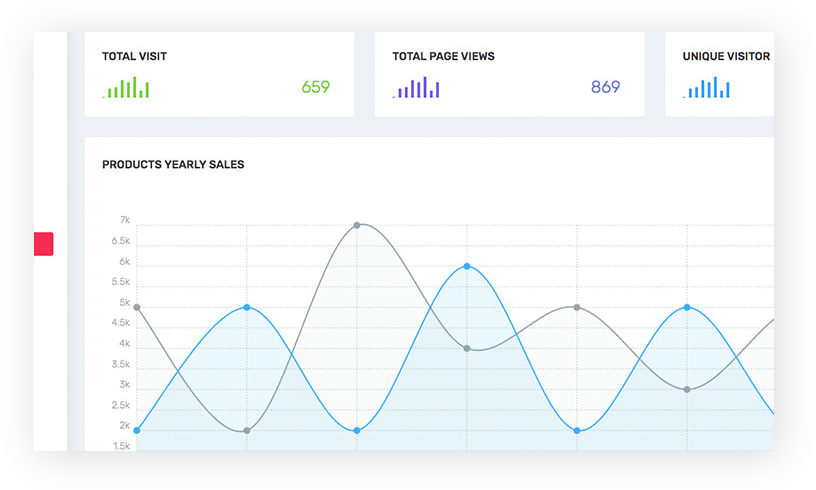 TOTAL VISIT
659
TOTAL PAGE VIEWS
869
UNIQUE VISITOR
PRODUCTS YEARLY SALES
7k
6.5k
6k
5.5k
5k
4.5k
4k
3.5k
3k
2.5k
2k
1.5k